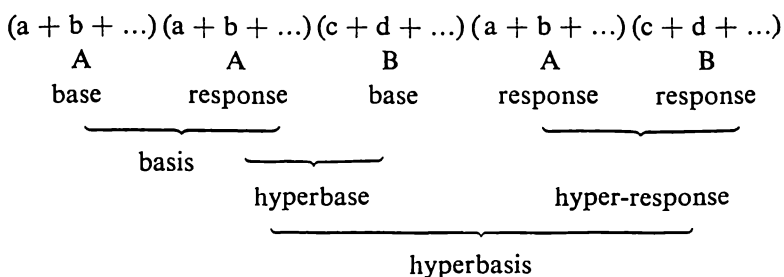 (a + b + ...) (a + b + ...) (c + d + ...) (a + b + ...) (c + d + ...)
A A B A B
base response base response response
basis
hyperbase hyper-response
hyperbasis